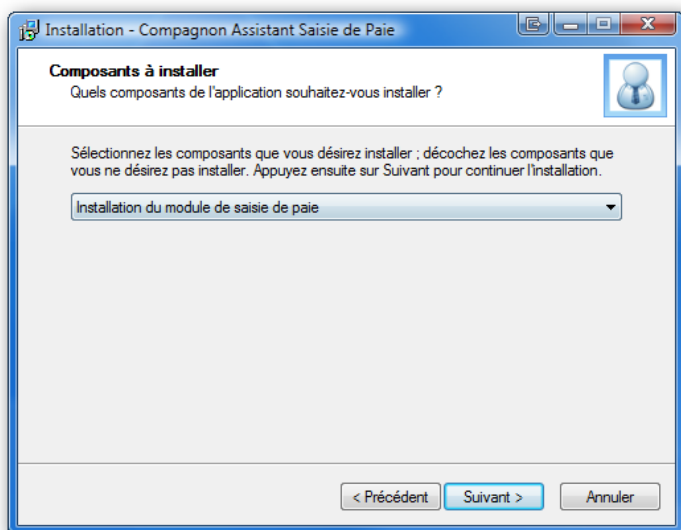 Installation - Compagnon Assistant Saisie de Paie
Composants à installer
Quels composants de l'application souhaitez-vous installer ?
Sélectionnez les composants que vous désirez installer ; décochez les composants que
vous ne désirez pas installer. Appuyez ensuite sur Suivant pour continuer l'installation.
Installation du module de saisie de paie
< Précédent
Suivant >
Annuler